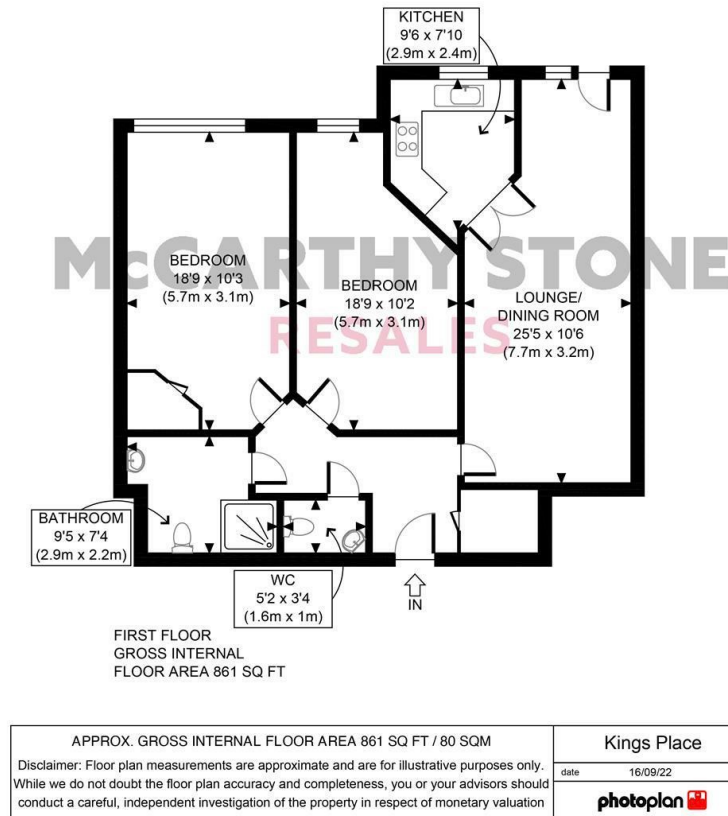 KITCHEN
9'6 x 7'10
(2.9m x 2.4m)
McCARTHY STONE
RESALES
BEDROOM
18'9 x 10'3
(5.7m x 3.1m)
BEDROOM
18'9 x 10'2
(5.7m x 3.1m)
LOUNGE/
DINING ROOM
25'5 x 10'6
(7.7m x 3.2m)
BATHROOM
9'5 x 7'4
(2.9m x 2.2m)
WC
5'2 x 3'4
(1.6m x 1m)
IN
FIRST FLOOR
GROSS INTERNAL
FLOOR AREA 861 SQ FT
APPROX. GROSS INTERNAL FLOOR AREA 861 SQ FT / 80 SQM
Disclaimer: Floor plan measurements are approximate and are for illustrative purposes only.
While we do not doubt the floor plan accuracy and completeness, you or your advisors should
conduct a careful, independent investigation of the property in respect of monetary valuation
Kings Place
date 16/09/22
photoplan